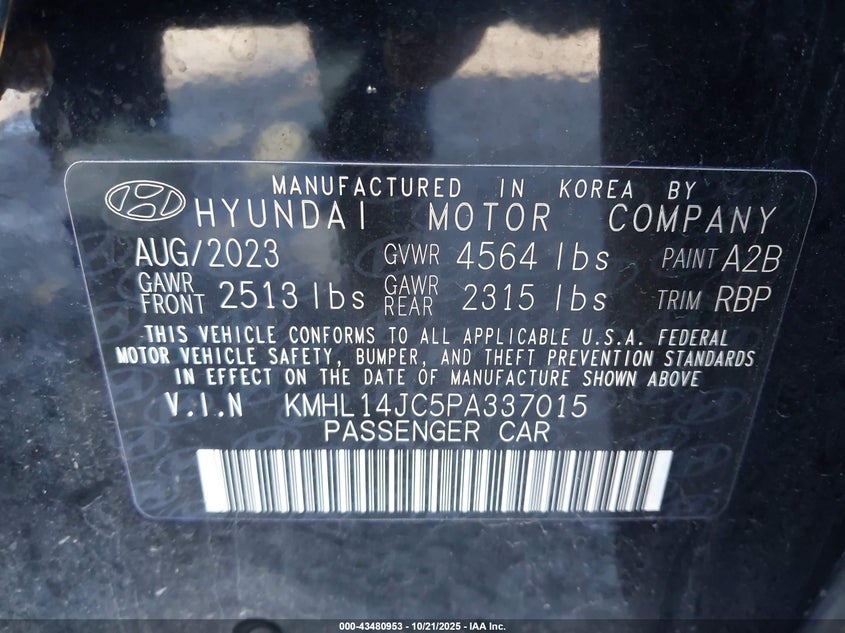 MANUFACTURED IN KOREA BY
HYUNDAI MOTOR COMPANY
AUG/2023 GVWR 4564 lbs PAINT A2B
GAWR FRONT 2513 lbs GAWR REAR 2315 lbs TRIM RBP
THIS VEHICLE CONFORMS TO ALL APPLICABLE U.S.A. FEDERAL
MOTOR VEHICLE SAFETY, BUMPER, AND THEFT PREVENTION STANDARDS
IN EFFECT ON THE DATE OF MANUFACTURE SHOWN ABOVE
V.I.N KMHL14JC5PA337015
PASSENGER CAR
000-43480953 - 10/21/2025 - IAA Inc.